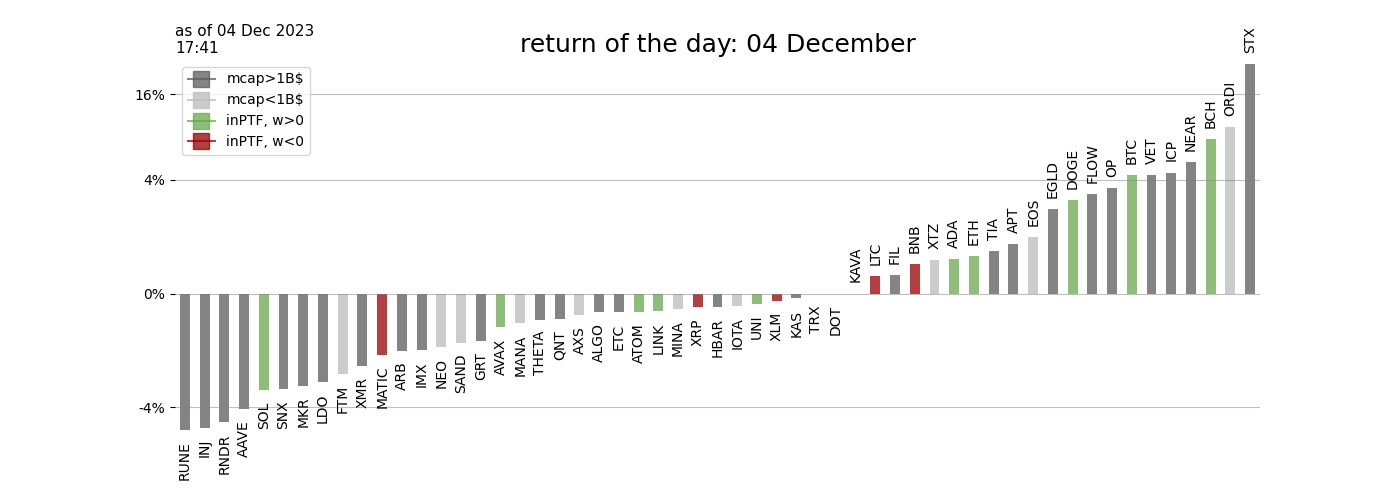 as of 04 Dec 2023
17:41
return of the day: 04 December
mcap>1B$
mcap<1B$
inPTF, w>0
inPTF, w<0
16%
4%
0%
-4%
RUNE
INJ
RNDR
AAVE
SOL
SNX
MKR
LDO
FTM
XMR
MATIC
ARB
IMX
NEO
SAND
GRT
AVAX
MANA
THETA
QNT
AXS
ALGO
ETC
ATOM
LINK
MINA
XRP
HBAR
IOTA
UNI
XLM
KAS
TRX
DOT
KAVA
LTC
FIL
BNB
XTZ
ADA
ETH
TIA
APT
EOS
EGLD
DOGE
FLOW
OP
BTC
VET
ICP
NEAR
BCH
ORDI
STX